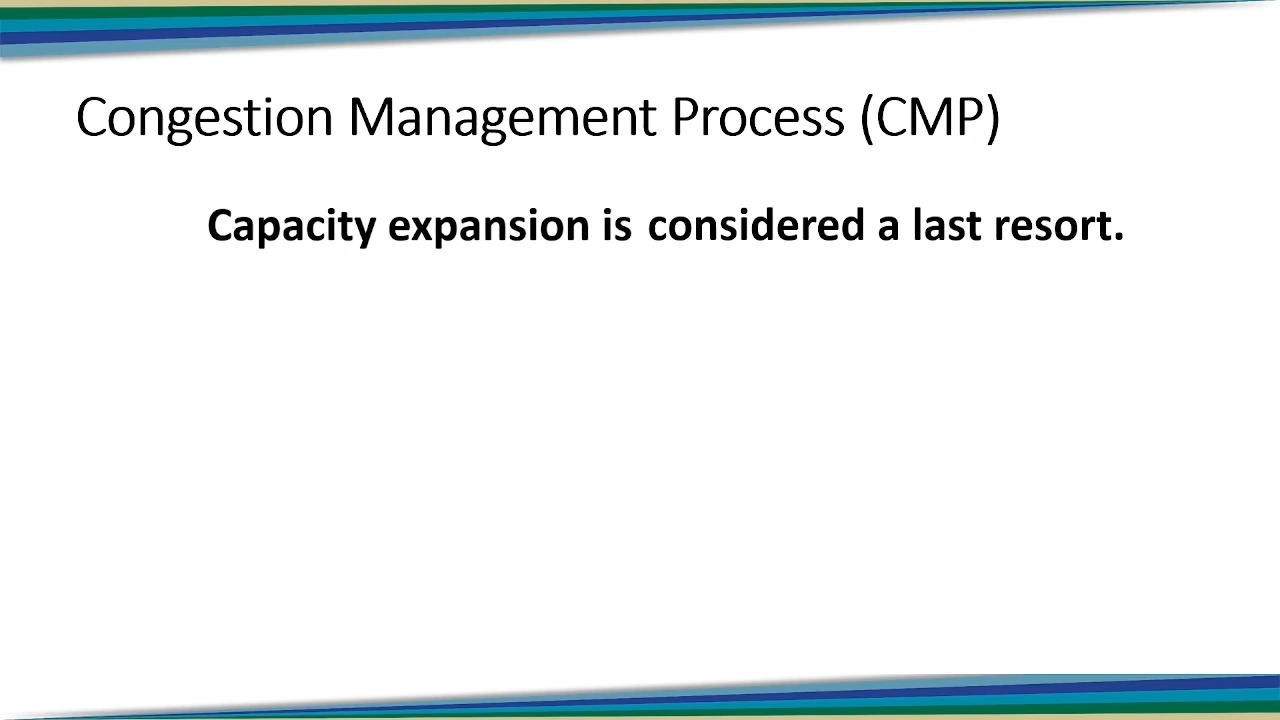 Congestion Management Process (CMP)
Capacity expansion is considered a last resort.